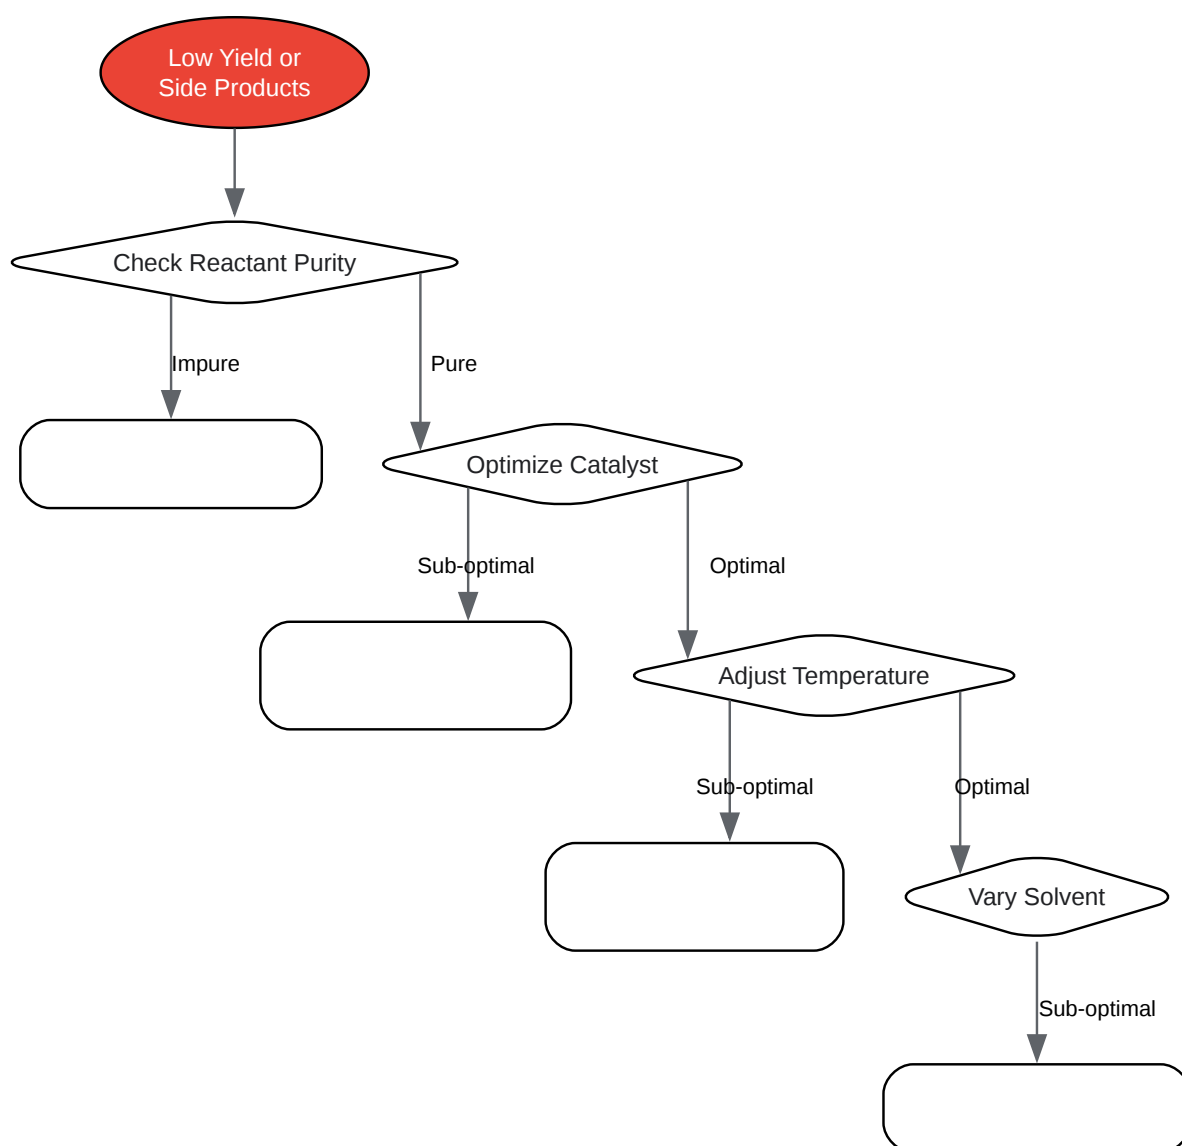 Low Yield or
Side Products
Check Reactant Purity
Impure
Pure
Optimize Catalyst
Sub-optimal
Optimal
Adjust Temperature
Sub-optimal
Optimal
Vary Solvent
Sub-optimal